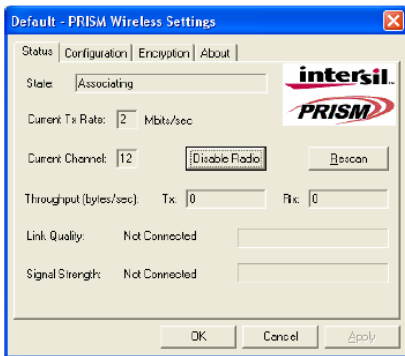 Default - PRISM Wireless Settings
Status Configuration Encryption About
State: Associating
intersil
PRISM
Current Tx Rate: 2 Mbits/sec
Current Channel: 12 Disable Radio Rescan
Throughput (bytes/sec): Tx: 0 Rx: 0
Link Quality: Not Connected
Signal Strength: Not Connected
OK Cancel Apply